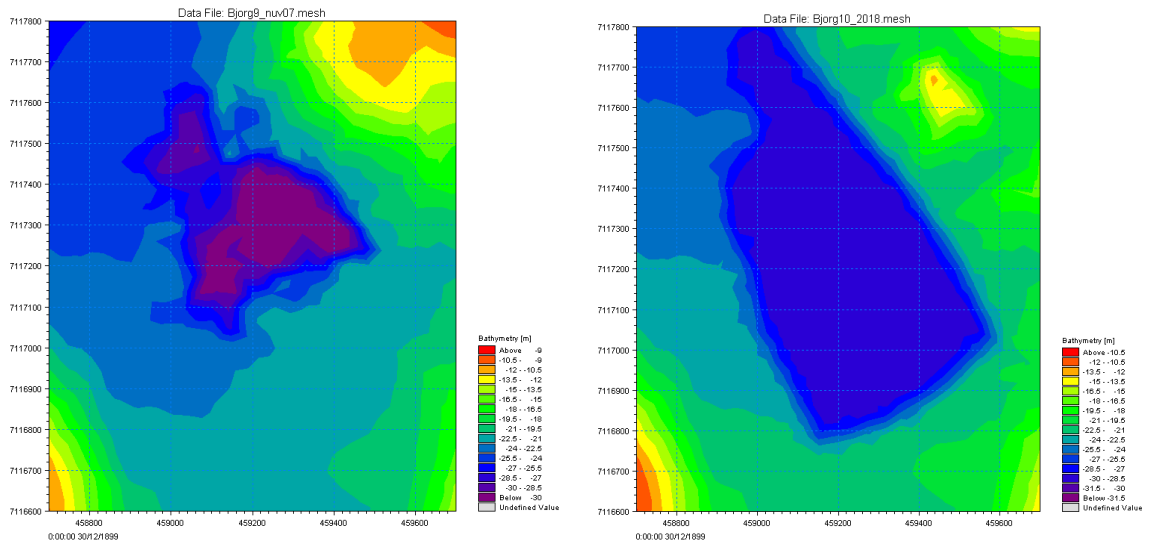 Data File: Bjorg9_nuv07.mesh
7117800
7117700
7117600
7117500
7117400
7117300
7117200
7117100
7117000
7116900
7116800
7116700
7116600
458800 459000 459200 459400 459600
0:00:00 30/12/1899
Bathymetry [m]
Above -9
-10.5 - -9
-12 - -10.5
-13.5 - -12
-15 - -13.5
-16.5 - -15
-18 - -16.5
-19.5 - -18
-21 - -19.5
-22.5 - -21
-24 - -22.5
-25.5 - -24
-27 - -25.5
-28.5 - -27
-30 - -28.5
Below -30
Undefined Value
Data File: Bjorg10_2018.mesh
7117800
7117700
7117600
7117500
7117400
7117300
7117200
7117100
7117000
7116900
7116800
7116700
7116600
458800 459000 459200 459400 459600
0:00:00 30/12/1899
Bathymetry [m]
Above -10.5
-12 - -10.5
-13.5 - -12
-15 - -13.5
-16.5 - -15
-18 - -16.5
-19.5 - -18
-21 - -19.5
-22.5 - -21
-24 - -22.5
-25.5 - -24
-27 - -25.5
-28.5 - -27
-30 - -28.5
-31.5 - -30
Below -31.5
Undefined Value